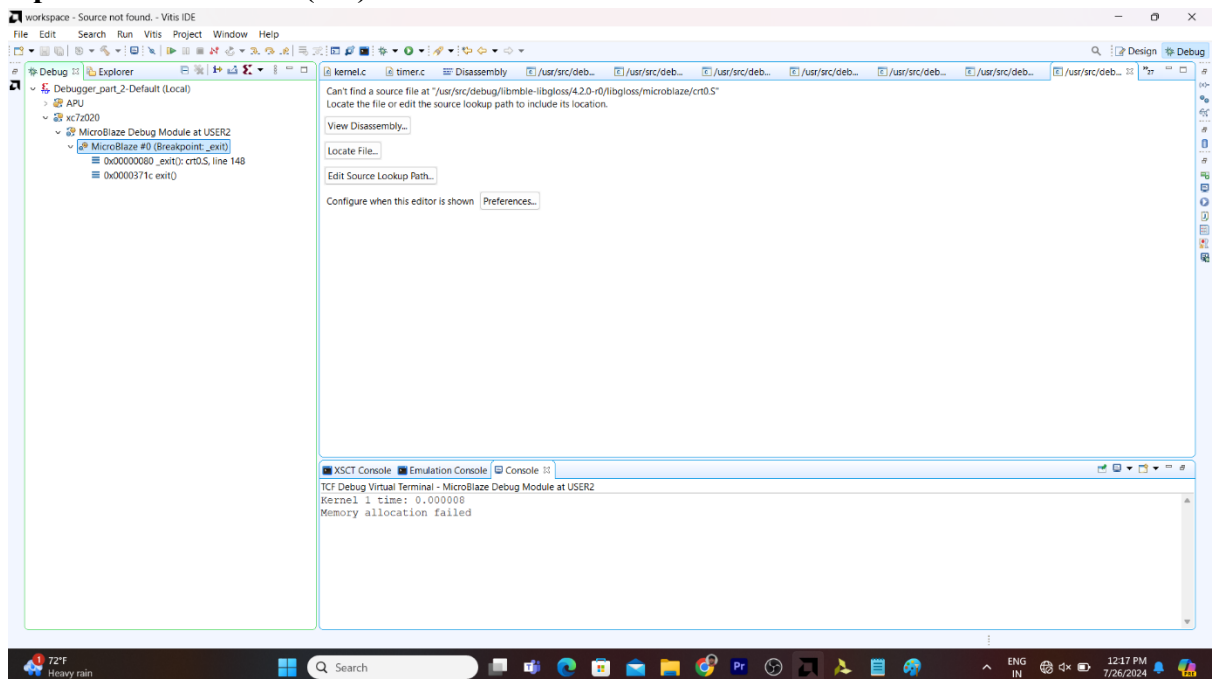 workspace - Source not found. - Vitis IDE
File Edit Search Run Vitis Project Window Help
Design Debug
Debug Explorer
Debugger_part_2-Default (Local)
APU
xc7z020
MicroBlaze Debug Module at USER2
MicroBlaze #0 (Breakpoint: _exit)
0x00000080 _exit(): crt0.S, line 148
0x0000371c exit()
kernel.c timer.c Disassembly /usr/src/deb... /usr/src/deb... /usr/src/deb... /usr/src/deb... /usr/src/deb... /usr/src/deb... /usr/src/deb... 27
Can't find a source file at "/usr/src/debug/libmble-libgloss/4.2.0-r0/libgloss/microblaze/crt0.S"
Locate the file or edit the source lookup path to include its location.
View Disassembly...
Locate File...
Edit Source Lookup Path...
Configure when this editor is shown Preferences...
XSCT Console Emulation Console Console
TCF Debug Virtual Terminal - MicroBlaze Debug Module at USER2
Kernel 1 time: 0.000008
Memory allocation failed
1
72°F
Heavy rain
Search
Pr
ENG
IN
12:17 PM
7/26/2024